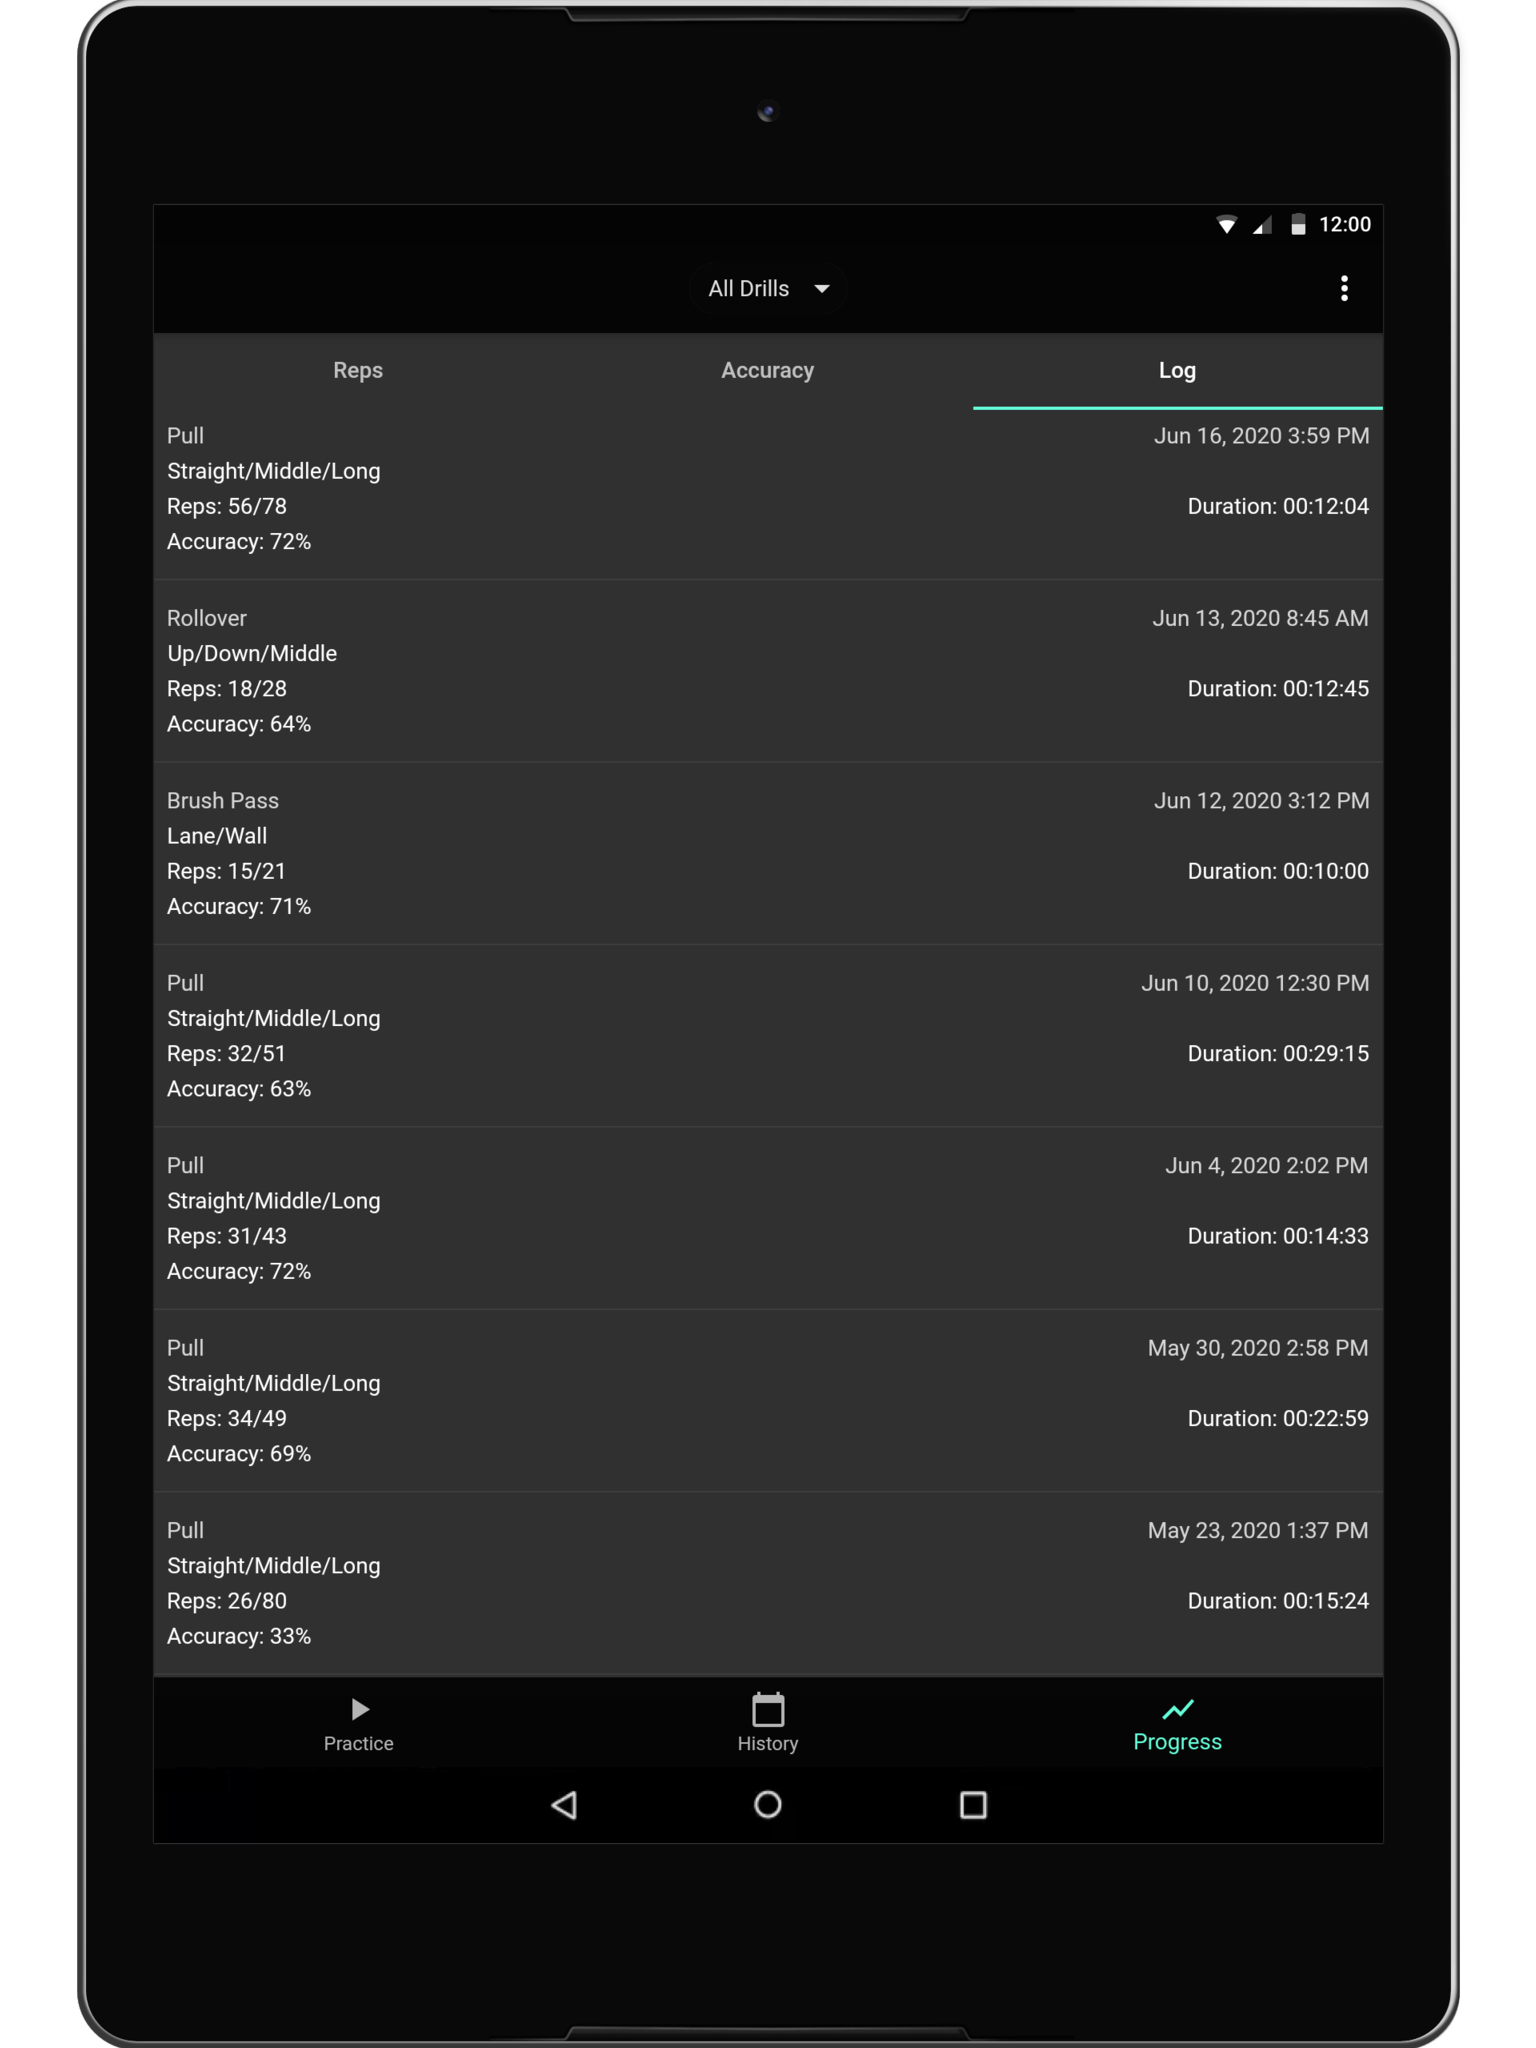 12:00
All Drills
Reps Accuracy Log
Pull Jun 16, 2020 3:59 PM
Straight/Middle/Long
Reps: 56/78 Duration: 00:12:04
Accuracy: 72%
Rollover Jun 13, 2020 8:45 AM
Up/Down/Middle
Reps: 18/28 Duration: 00:12:45
Accuracy: 64%
Brush Pass Jun 12, 2020 3:12 PM
Lane/Wall
Reps: 15/21 Duration: 00:10:00
Accuracy: 71%
Pull Jun 10, 2020 12:30 PM
Straight/Middle/Long
Reps: 32/51 Duration: 00:29:15
Accuracy: 63%
Pull Jun 4, 2020 2:02 PM
Straight/Middle/Long
Reps: 31/43 Duration: 00:14:33
Accuracy: 72%
Pull May 30, 2020 2:58 PM
Straight/Middle/Long
Reps: 34/49 Duration: 00:22:59
Accuracy: 69%
Pull May 23, 2020 1:37 PM
Straight/Middle/Long
Reps: 26/80 Duration: 00:15:24
Accuracy: 33%
Practice History Progress